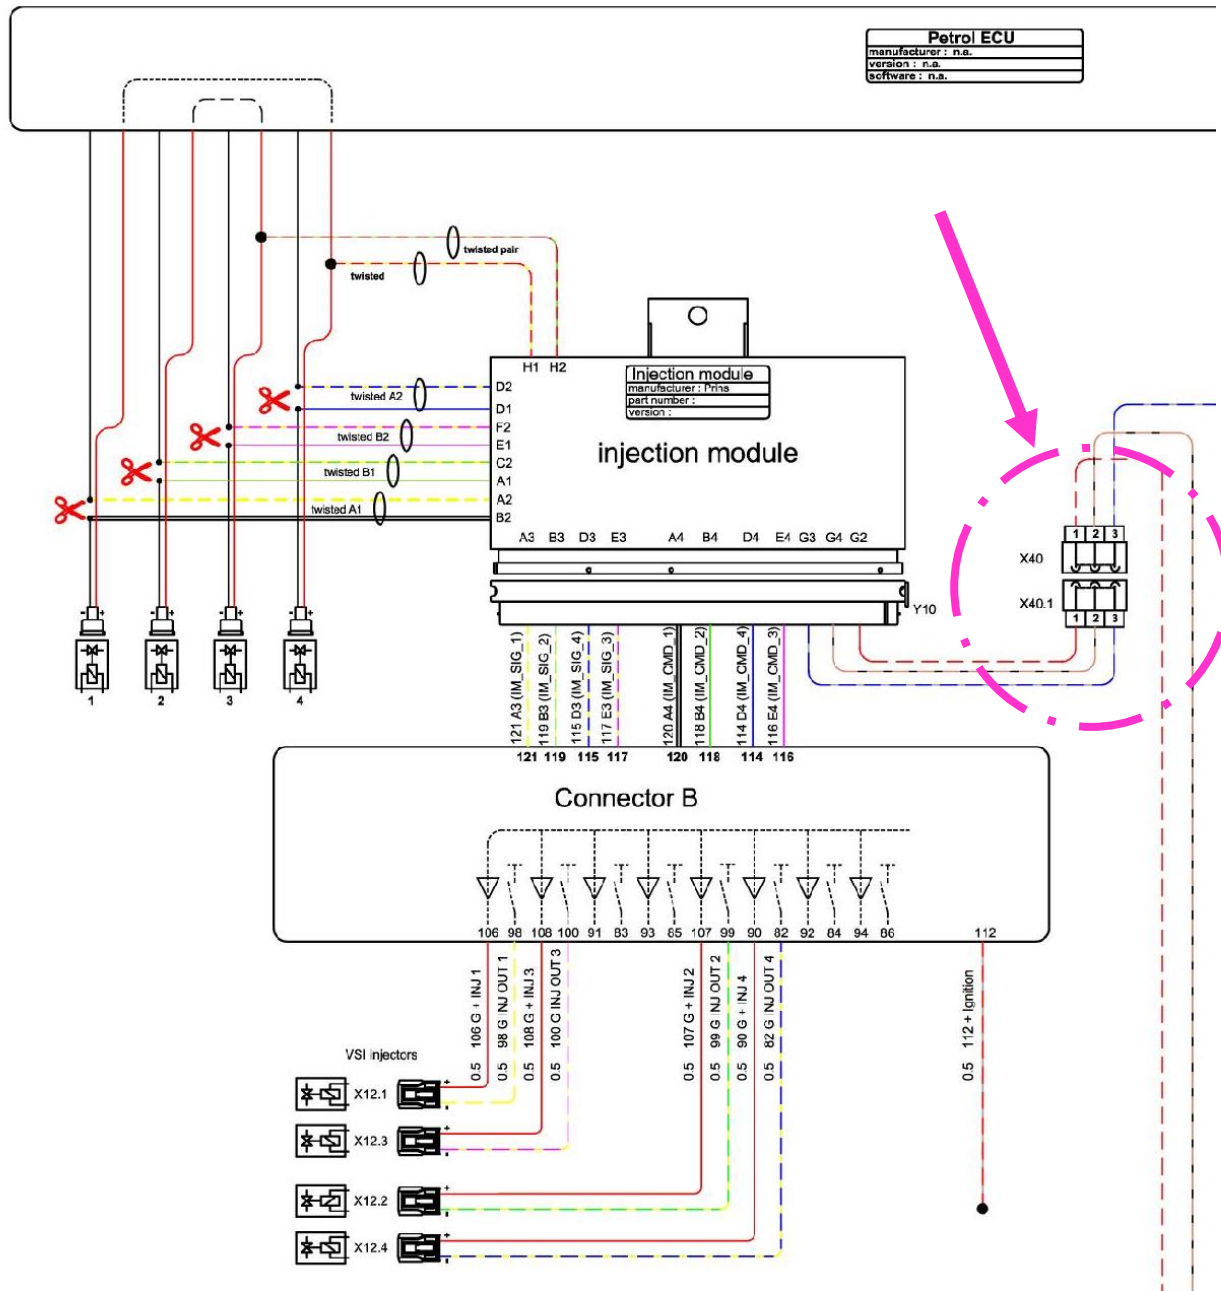 Petrol ECU
manufacturer : n.a.
version : n.a.
software : n.a.
twisted pair
twisted
H1 H2
Injection module
manufacturer : Prins
part number :
version :
injection module
twisted A2
twisted B2
twisted B1
twisted A1
D2
D1
F2
E1
C2
A1
A2
B2
A3 B3 D3 E3 A4 B4 D4 E4 G3 G4 G2
1 2 3
X40
X40.1
1 2 3
Y10
- + - + - + - +
1 2 3 4
121 A3 (IM_SIG_1)
119 B3 (IM_SIG_2)
115 D3 (IM_SIG_4)
117 E3 (IM_SIG_3)
120 A4 (IM_CMD_1)
118 B4 (IM_CMD_2)
114 D4 (IM_CMD_4)
116 E4 (IM_CMD_3)
121 119 115 117 120 118 114 116
Connector B
106 98 108 100 91 83 93 85 107 99 90 82 92 84 94 86 112
0.5 106 G + INJ 1
0.5 98 G INJ OUT 1
0.5 108 G + INJ 3
0.5 100 G INJ OUT 3
0.5 107 G + INJ 2
0.5 99 G INJ OUT 2
0.5 90 G + INJ 4
0.5 82 G INJ OUT 4
0.5 112 + Ignition
VSI injectors
X12.1 + -
X12.3 + -
X12.2 + -
X12.4 + -